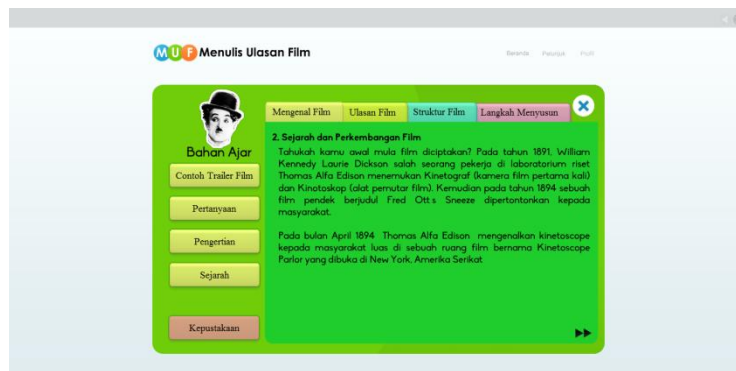 MUF Menulis Ulasan Film
Beranda Petunjuk Profil
Mengenal Film Ulasan Film Struktur Film Langkah Menyusun
Bahan Ajar
Contoh Trailer Film
Pertanyaan
Pengertian
Sejarah
Kepustakaan
2. Sejarah dan Perkembangan Film
Tahukah kamu awal mula film diciptakan? Pada tahun 1891, William
Kennedy Laurie Dickson salah seorang pekerja di laboratorium riset
Thomas Alfa Edison menemukan Kinetograf (kamera film pertama kali)
dan Kinotoskop (alat pemutar film). Kemudian pada tahun 1894 sebuah
film pendek berjudul Fred Ott s Sneeze dipertontonkan kepada
masyarakat.
Pada bulan April 1894 Thomas Alfa Edison mengenalkan kinetoscope
kepada masyarakat luas di sebuah ruang film bernama Kinetoscope
Parlor yang dibuka di New York, Amerika Serikat